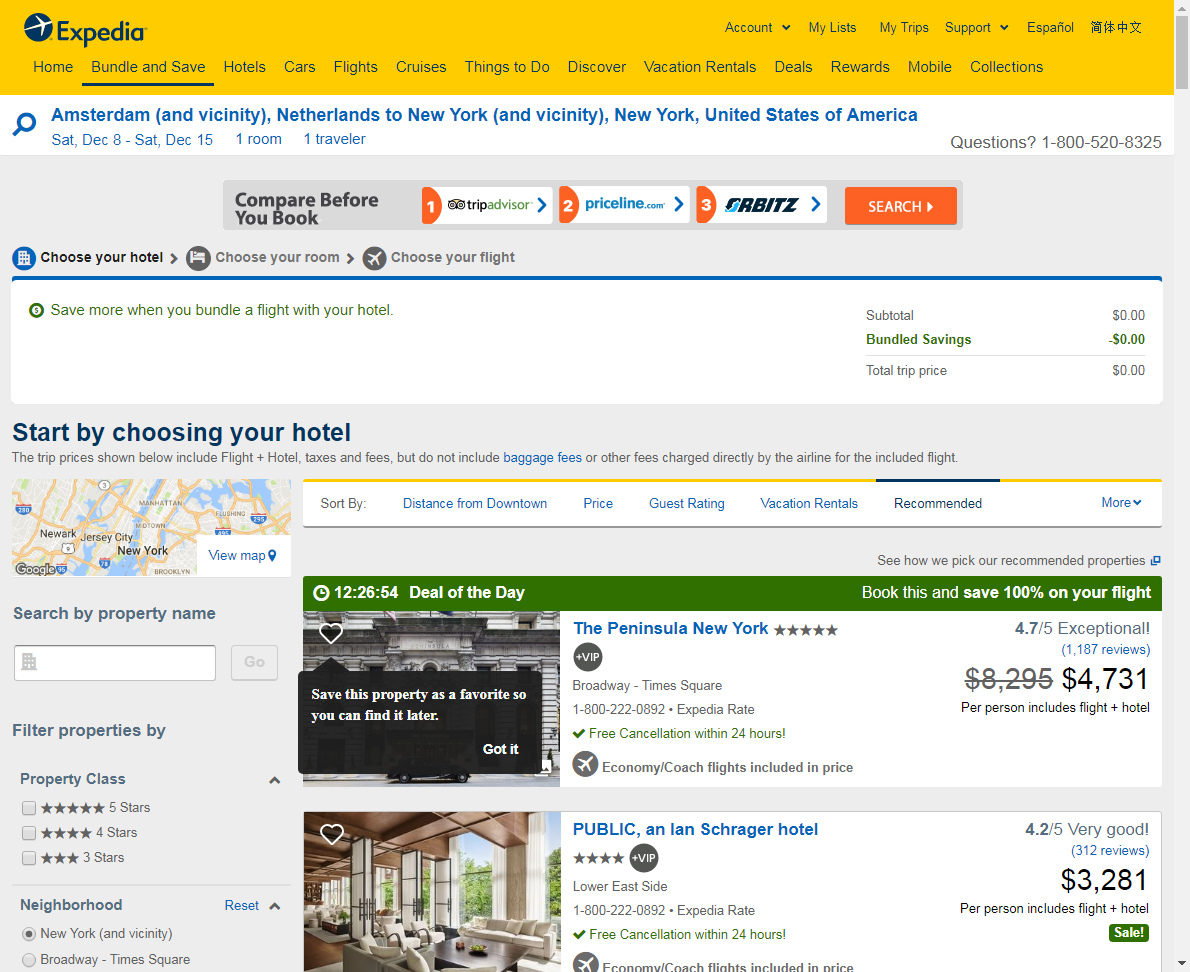 Expedia
Account
My Lists
My Trips
Support
Español
简体中文
Home
Bundle and Save
Hotels
Cars
Flights
Cruises
Things to Do
Discover
Vacation Rentals
Deals
Rewards
Mobile
Collections
Amsterdam (and vicinity), Netherlands to New York (and vicinity), New York, United States of America
Sat, Dec 8 - Sat, Dec 15
1 room
1 traveler
Questions? 1-800-520-8325
Compare Before
You Book
1 tripadvisor
2 priceline.com
3 ORBITZ
SEARCH
Choose your hotel
Choose your room
Choose your flight
Save more when you bundle a flight with your hotel.
Subtotal $0.00
Bundled Savings -$0.00
Total trip price $0.00
Start by choosing your hotel
The trip prices shown below include Flight + Hotel, taxes and fees, but do not include baggage fees or other fees charged directly by the airline for the included flight.
3
MANHATTAN
280
FLUSHING
295
Newark
Jersey City
MIDTOWN
495
9
New York
Google
95
78
BROOKLYN
View map
Sort By:
Distance from Downtown
Price
Guest Rating
Vacation Rentals
Recommended
More
See how we pick our recommended properties
Search by property name
Go
Filter properties by
Property Class
5 Stars
4 Stars
3 Stars
Neighborhood
Reset
New York (and vicinity)
Broadway - Times Square
12:26:54 Deal of the Day
Book this and save 100% on your flight
THE PENINSULA
Save this property as a favorite so
you can find it later.
Got it
The Peninsula New York
+VIP
Broadway - Times Square
1-800-222-0892 • Expedia Rate
Free Cancellation within 24 hours!
Economy/Coach flights included in price
4.7/5 Exceptional!
(1,187 reviews)
$8,295 $4,731
Per person includes flight + hotel
PUBLIC, an Ian Schrager hotel
+VIP
Lower East Side
1-800-222-0892 • Expedia Rate
Free Cancellation within 24 hours!
Economy/Coach flights included in price
4.2/5 Very good!
(312 reviews)
$3,281
Per person includes flight + hotel
Sale!